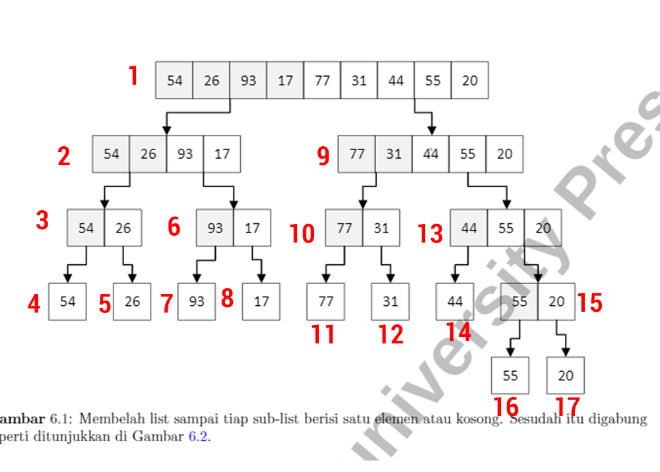 1 54 26 93 17 77 31 44 55 20
2 54 26 93 17
9 77 31 44 55 20
3 54 26
6 93 17
10 77 31
13 44 55 20
4 54
5 26
7 93
8 17
11 77
12 31
14 44
15 55 20
16 55
17 20
ambar 6.1: Membelah list sampai tiap sub-list berisi satu elemen atau kosong. Sesudah itu digabung
perti ditunjukkan di Gambar 6.2.
niversity Pres